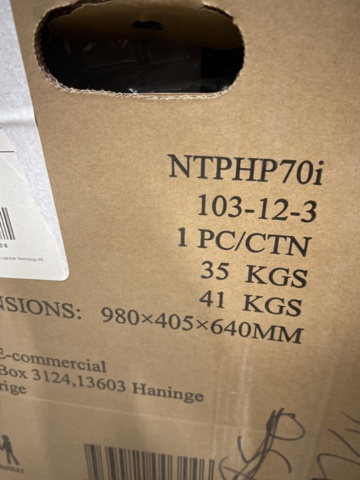 NTPHP70i
103-12-3
1 PC/CTN
35 KGS
41 KGS
NSIONS: 980×405×640MM
E-commercial
Box 3124,13603 Haninge
rige